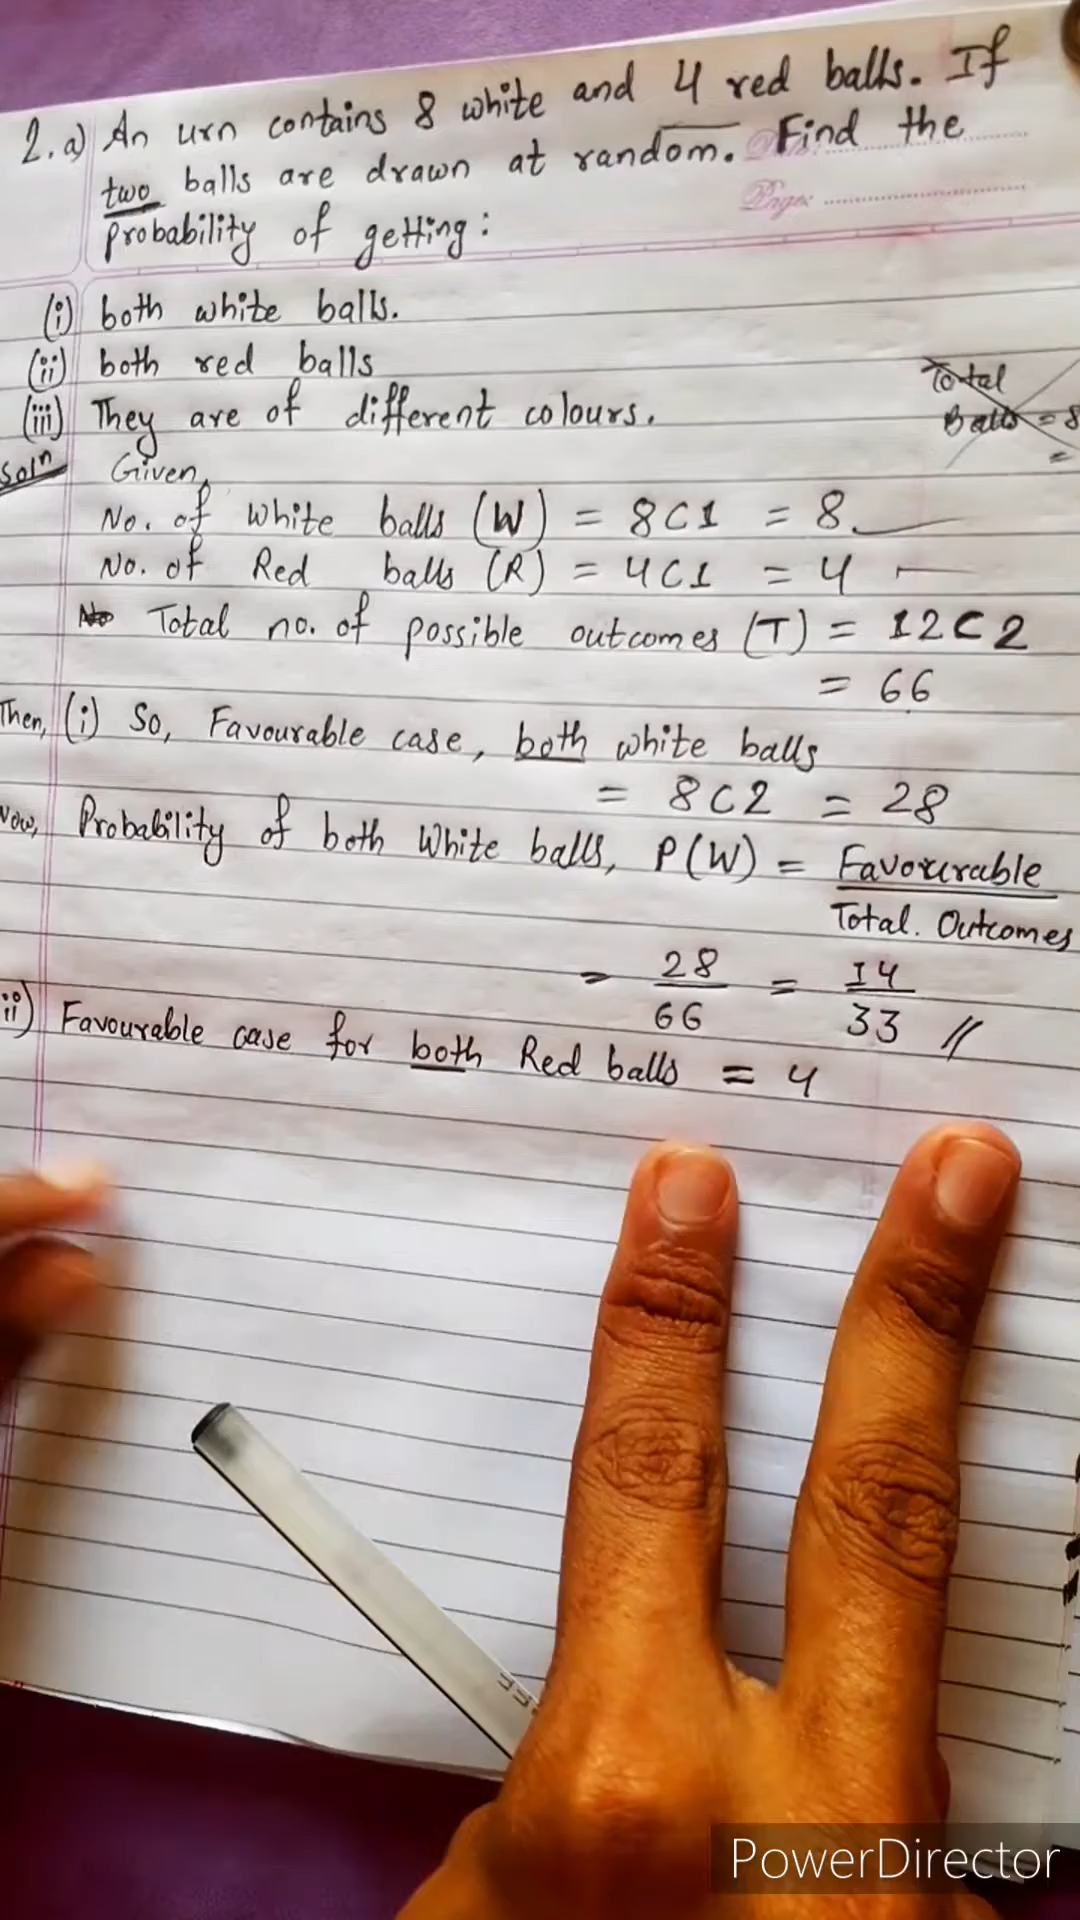 2.a) An urn contains 8 white and 4 red balls. If
two balls are drawn at random. Find the
probability of getting:
(i) both white balls.
(ii) both red balls
(iii) They are of different colours.
Total
Balls = 8
=
Soln Given,
No. of White balls (W) = 8C1 = 8
No. of Red balls (R) = 4C1 = 4
No Total no. of possible outcomes (T) = 12C2
= 66
Then, (i) So, Favourable case, both white balls
= 8C2 = 28
Now, Probability of both White balls, P(W) = Favourable
Total. Outcomes
= 28 = 14
66 33 //
ii) Favourable case for both Red balls = 4
PowerDirector